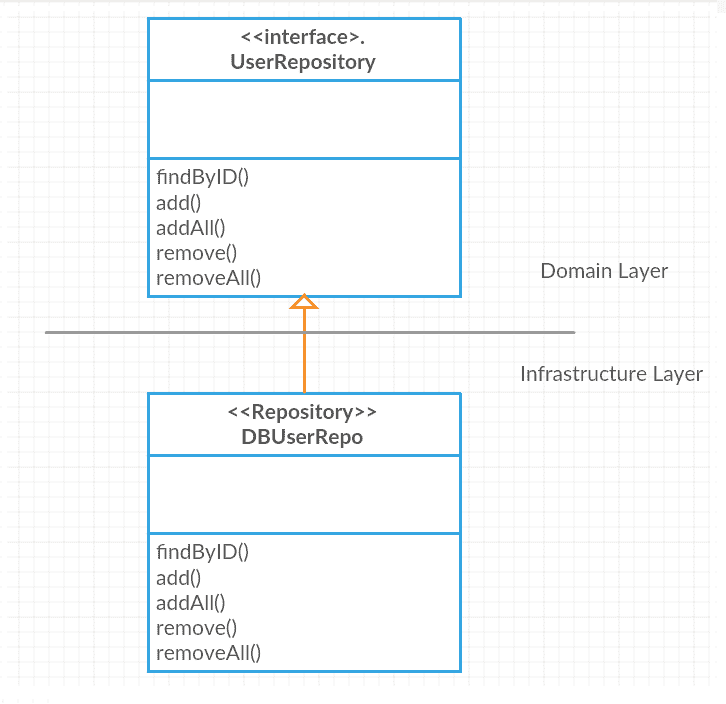 <<interface>.
UserRepository
findByID()
add()
addAll()
remove()
removeAll()
Domain Layer
Infrastructure Layer
<<Repository>>
DBUserRepo
findByID()
add()
addAll()
remove()
removeAll()